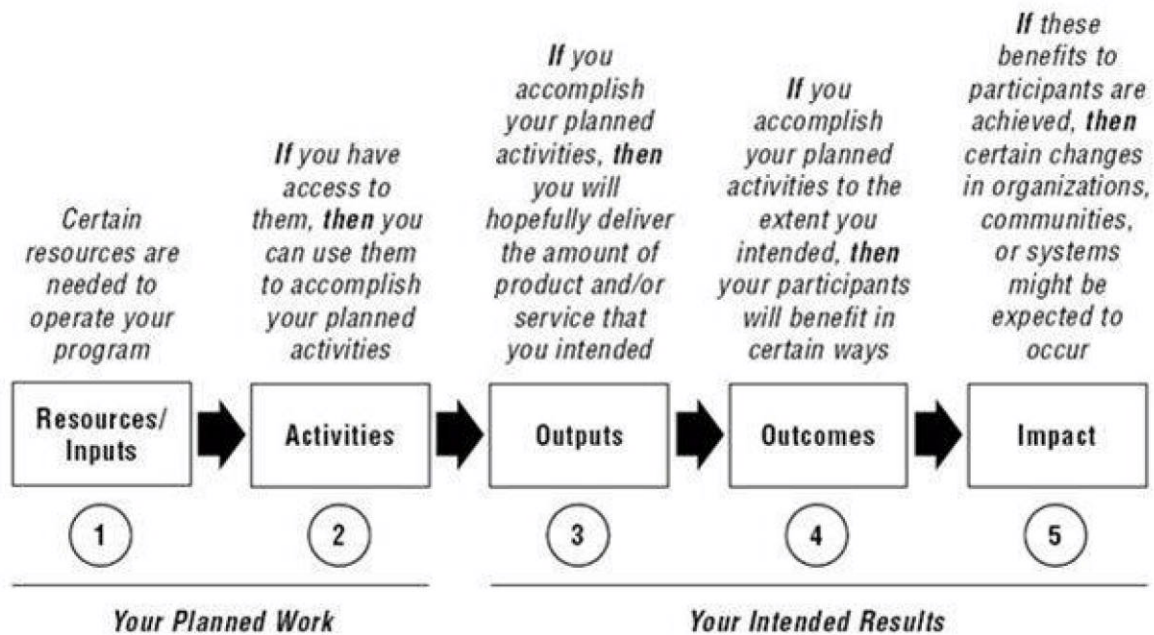 Certain
resources are
needed to
operate your
program
If you have
access to
them, then you
can use them
to accomplish
your planned
activities
If you
accomplish
your planned
activities, then
you will
hopefully deliver
the amount of
product and/or
service that
you intended
If you
accomplish
your planned
activities to the
extent you
intended, then
your participants
will benefit in
certain ways
If these
benefits to
participants are
achieved, then
certain changes
in organizations,
communities,
or systems
might be
expected to
occur
Resources/
Inputs
Activities
Outputs
Outcomes
Impact
1
2
3
4
5
Your Planned Work
Your Intended Results